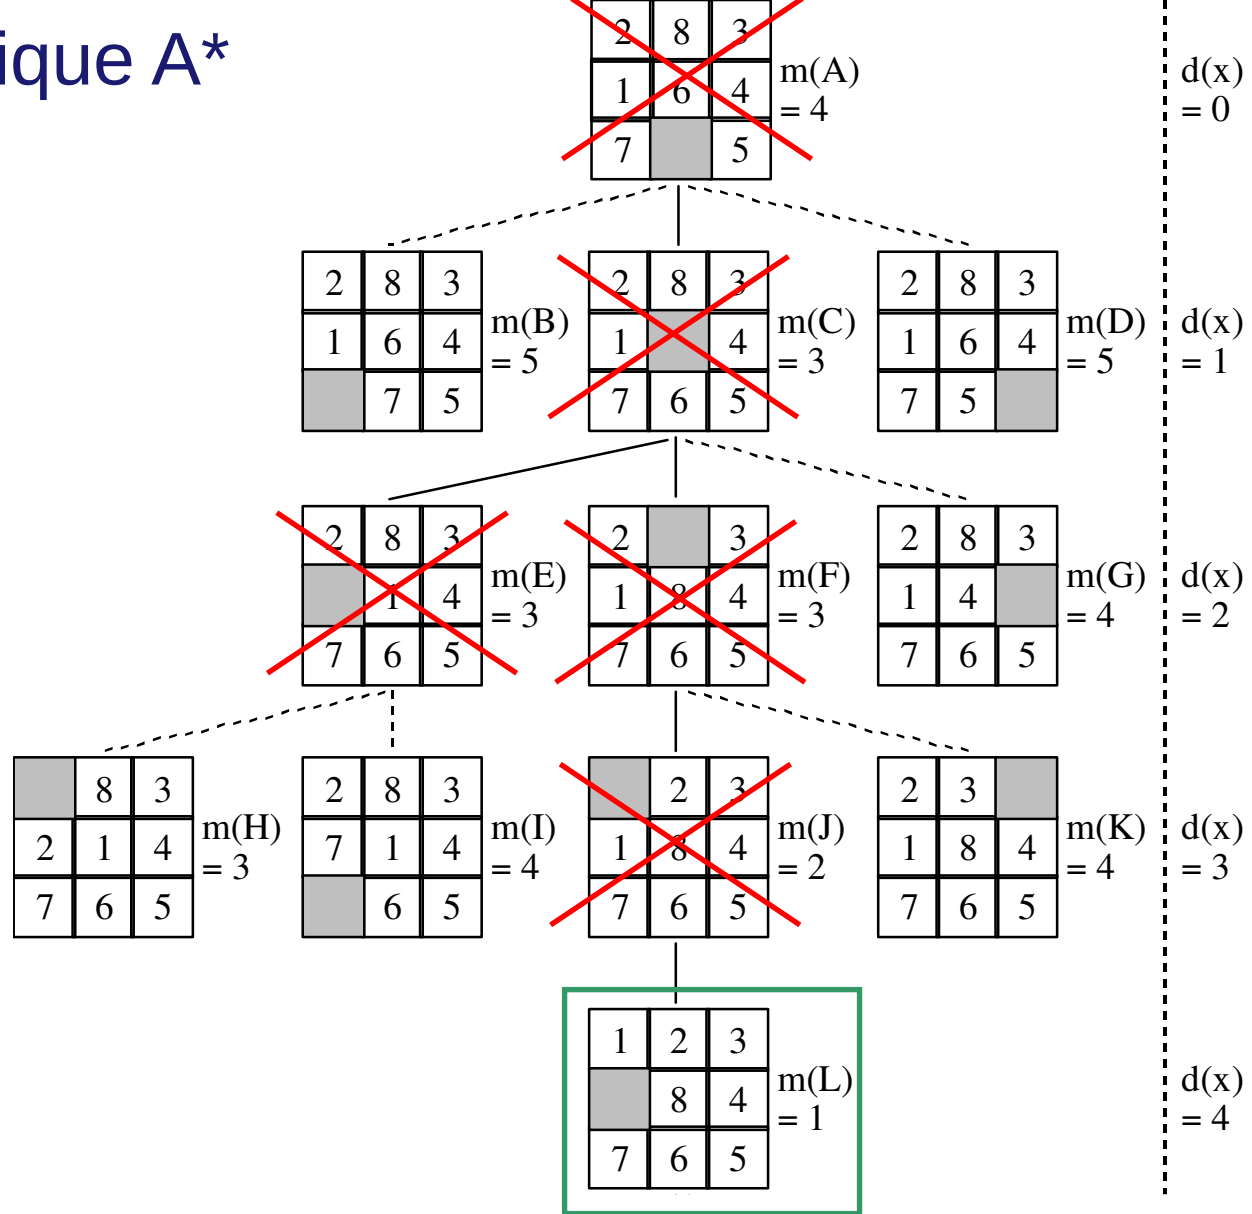 ique A*
2 8 3
1 6 4
7 5
m(A)
= 4
d(x)
= 0
2 8 3
1 6 4
7 5
m(B)
= 5
2 8 3
1 4
7 6 5
m(C)
= 3
2 8 3
1 6 4
7 5
m(D)
= 5
d(x)
= 1
2 8 3
1 4
7 6 5
m(E)
= 3
2 3
1 8 4
7 6 5
m(F)
= 3
2 8 3
1 4
7 6 5
m(G)
= 4
d(x)
= 2
8 3
2 1 4
7 6 5
m(H)
= 3
2 8 3
7 1 4
6 5
m(I)
= 4
2 3
1 8 4
7 6 5
m(J)
= 2
2 3
1 8 4
7 6 5
m(K)
= 4
d(x)
= 3
1 2 3
8 4
7 6 5
m(L)
= 1
d(x)
= 4